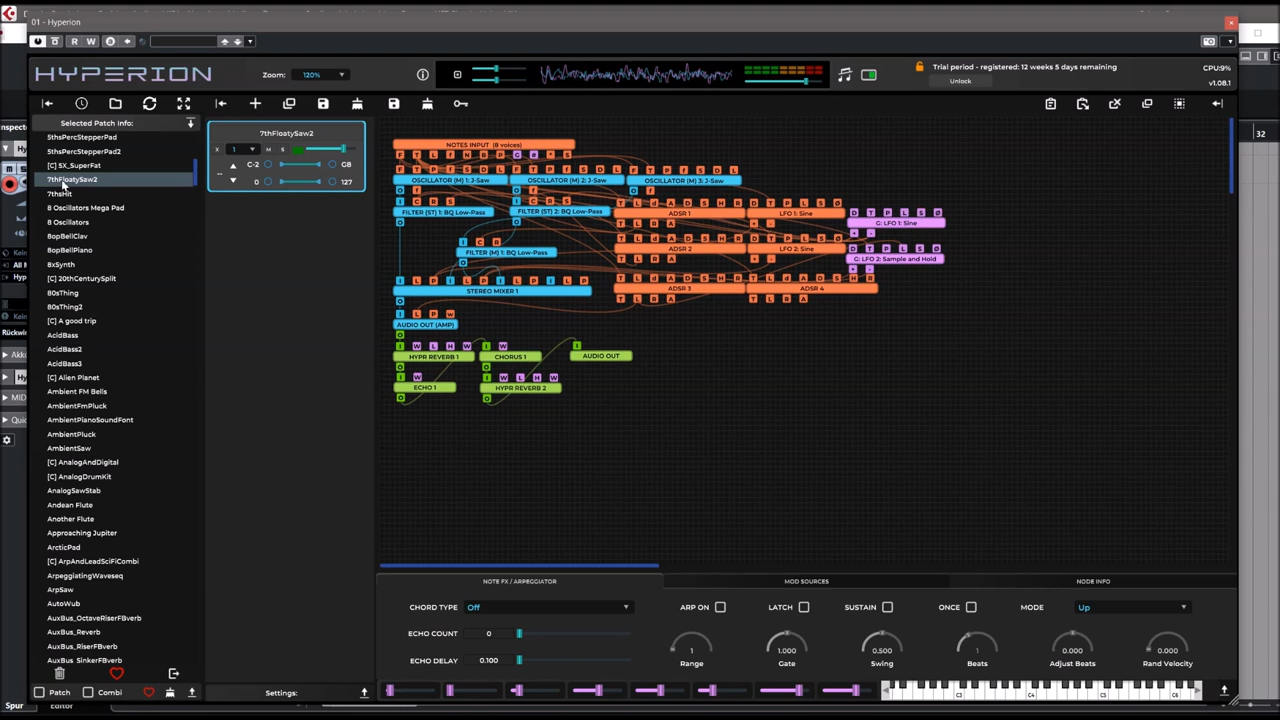 01 - Hyperion
R W
HYPERION
Zoom: 120%
Trial period - registered: 12 weeks 5 days remaining
Unlock
CPU:9%
v1.08.1
Selected Patch Info:
5thsPercStepperPad
5thsPercStepperPad2
[C] 5X_SuperFat
7thFloatySaw2
8 Oscillators Mega Pad
8 Oscillators
8opBellClav
8opBellPiano
8xSynth
[C] 20thCenturySplit
80sThing
80sThing2
[C] A good trip
AcidBass
AcidBass2
AcidBass3
[C] Alien Planet
Ambient FM Bells
AmbientFmPluck
AmbientPianoSoundFont
AmbientPluck
AmbientSaw
[C] AnalogAndDigital
[C] AnalogDrumKit
AnalogSawStab
Andean Flute
Another Flute
Approaching Jupiter
ArcticPad
[C] ArpAndLeadSciFiCombi
ArpeggiatingWaveseq
ArpSaw
AutoWub
AuxBus_OctaveRiserFBverb
AuxBus_Reverb
AuxBus_RiserFBverb
AuxBus_SinkerFBverb
Patch
Combi
7thFloatySaw2
X 1 M S
C-2 G8
0 127
Settings:
NOTES INPUT (8 voices)
OSCILLATOR (M) 1: J-Saw
OSCILLATOR (M) 2: J-Saw
OSCILLATOR (M) 3: J-Saw
FILTER (ST) 1: BQ Low-Pass
FILTER (ST) 2: BQ Low-Pass
ADSR 1
LFO 1: Sine
G: LFO 1: Sine
FILTER (M) 1: BQ Low-Pass
ADSR 2
LFO 2: Sine
G: LFO 2: Sample and Hold
STEREO MIXER 1
ADSR 3
ADSR 4
AUDIO OUT (AMP)
HYPR REVERB 1
CHORUS 1
AUDIO OUT
ECHO 1
HYPR REVERB 2
NOTE FX / ARPEGGIATOR
MOD SOURCES
NODE INFO
CHORD TYPE Off
ARP ON
LATCH
SUSTAIN
ONCE
MODE Up
ECHO COUNT 0
ECHO DELAY 0.100
1
1.000
0.500
1
0.000
0.000
Range
Gate
Swing
Beats
Adjust Beats
Rand Velocity
C3 C4 C5 C6
32
Spur
Editor